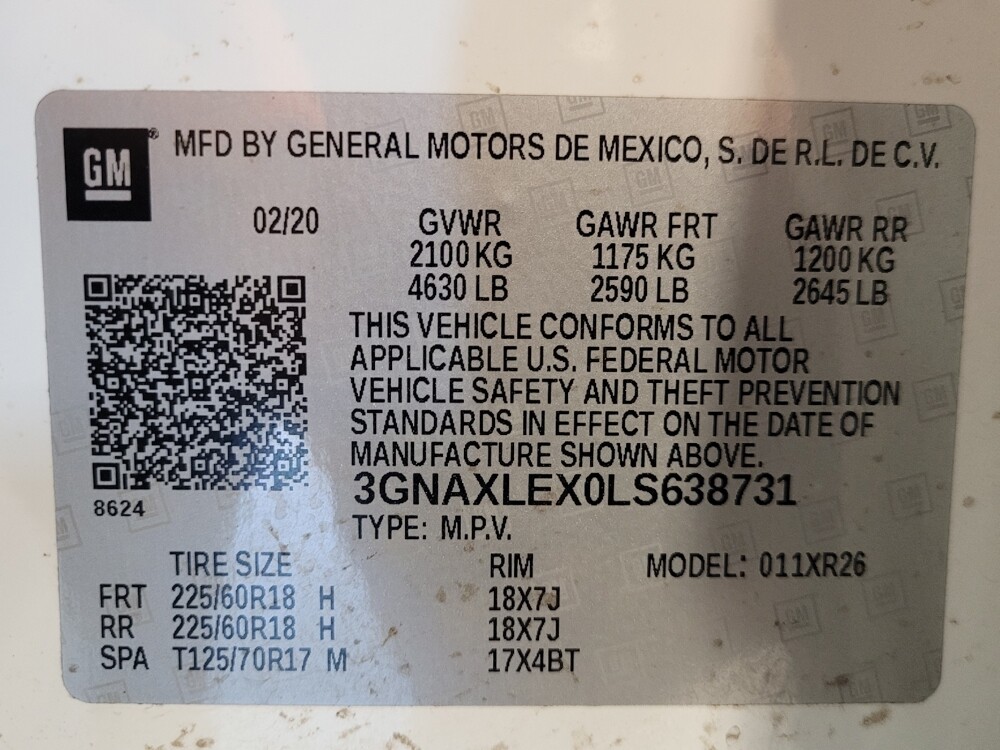 GM® MFD BY GENERAL MOTORS DE MEXICO, S. DE R.L. DE C.V.
02/20 GVWR GAWR FRT GAWR RR
2100 KG 1175 KG 1200 KG
4630 LB 2590 LB 2645 LB
THIS VEHICLE CONFORMS TO ALL
APPLICABLE U.S. FEDERAL MOTOR
VEHICLE SAFETY AND THEFT PREVENTION
STANDARDS IN EFFECT ON THE DATE OF
MANUFACTURE SHOWN ABOVE.
3GNAXLEX0LS638731
8624
TYPE: M.P.V.
TIRE SIZE RIM MODEL: 011XR26
FRT 225/60R18 H 18X7J
RR 225/60R18 H 18X7J
SPA T125/70R17 M 17X4BT